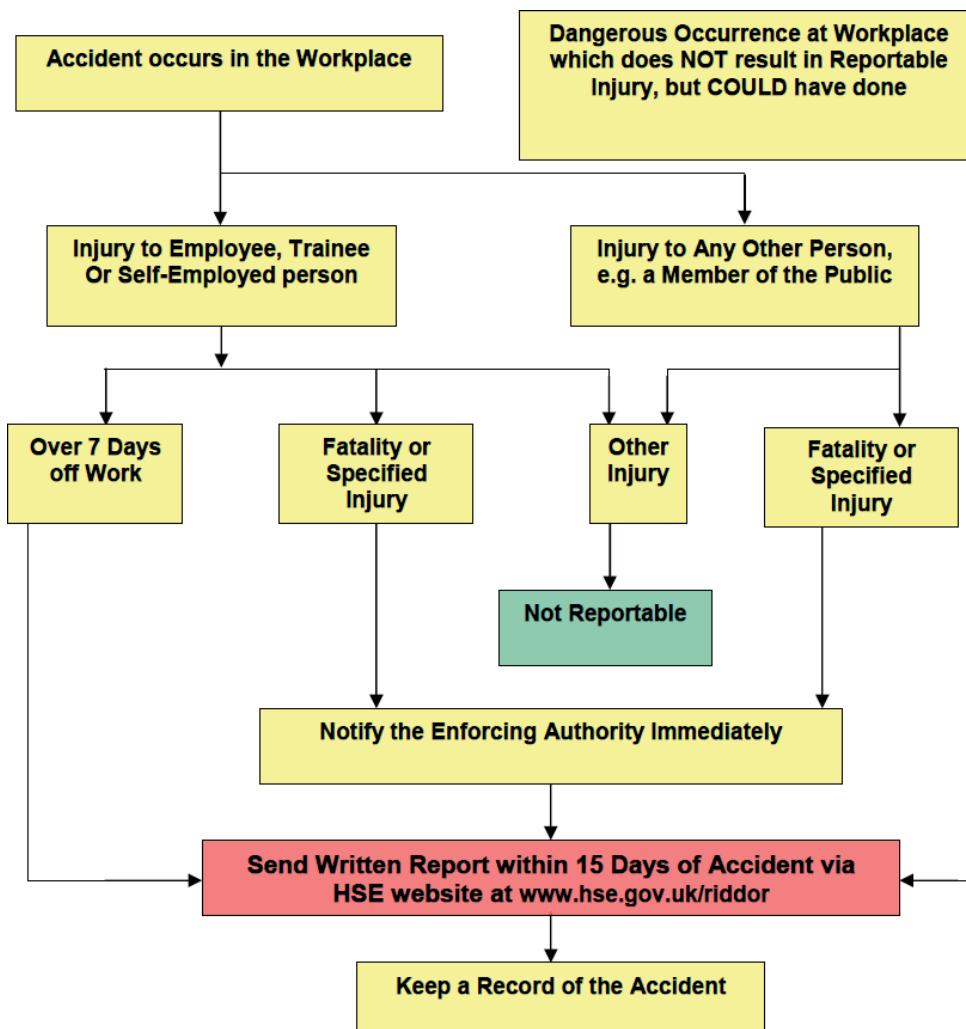 Accident occurs in the Workplace
Dangerous Occurrence at Workplace
which does NOT result in Reportable
Injury, but COULD have done
Injury to Employee, Trainee
Or Self-Employed person
Injury to Any Other Person,
e.g. a Member of the Public
Over 7 Days
off Work
Fatality or
Specified
Injury
Other
Injury
Fatality or
Specified
Injury
Not Reportable
Notify the Enforcing Authority Immediately
Send Written Report within 15 Days of Accident via
HSE website at www.hse.gov.uk/riddor
Keep a Record of the Accident